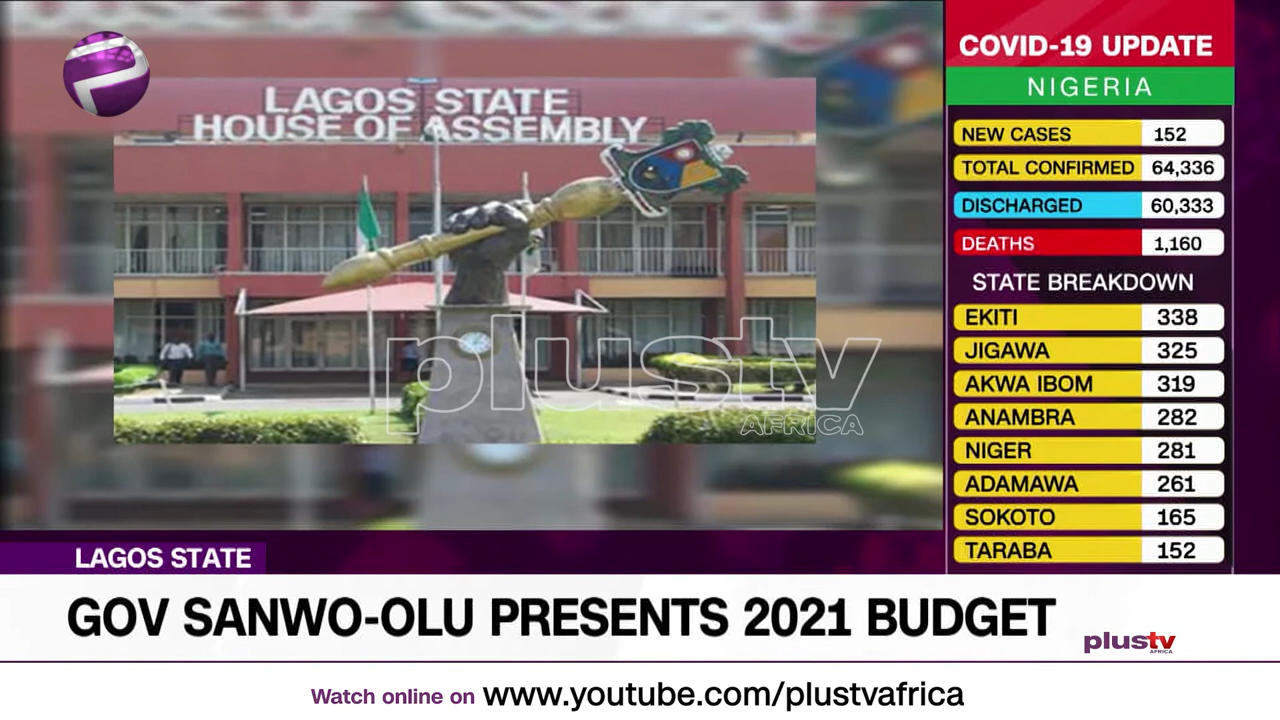 LAGOS STATE
HOUSE OF ASSEMBLY
plustv
AFRICA
COVID-19 UPDATE
NIGERIA
NEW CASES 152
TOTAL CONFIRMED 64,336
DISCHARGED 60,333
DEATHS 1,160
STATE BREAKDOWN
EKITI 338
JIGAWA 325
AKWA IBOM 319
ANAMBRA 282
NIGER 281
ADAMAWA 261
SOKOTO 165
TARABA 152
LAGOS STATE
GOV SANWO-OLU PRESENTS 2021 BUDGET
plustv
AFRICA
Watch online on www.youtube.com/plustvafrica